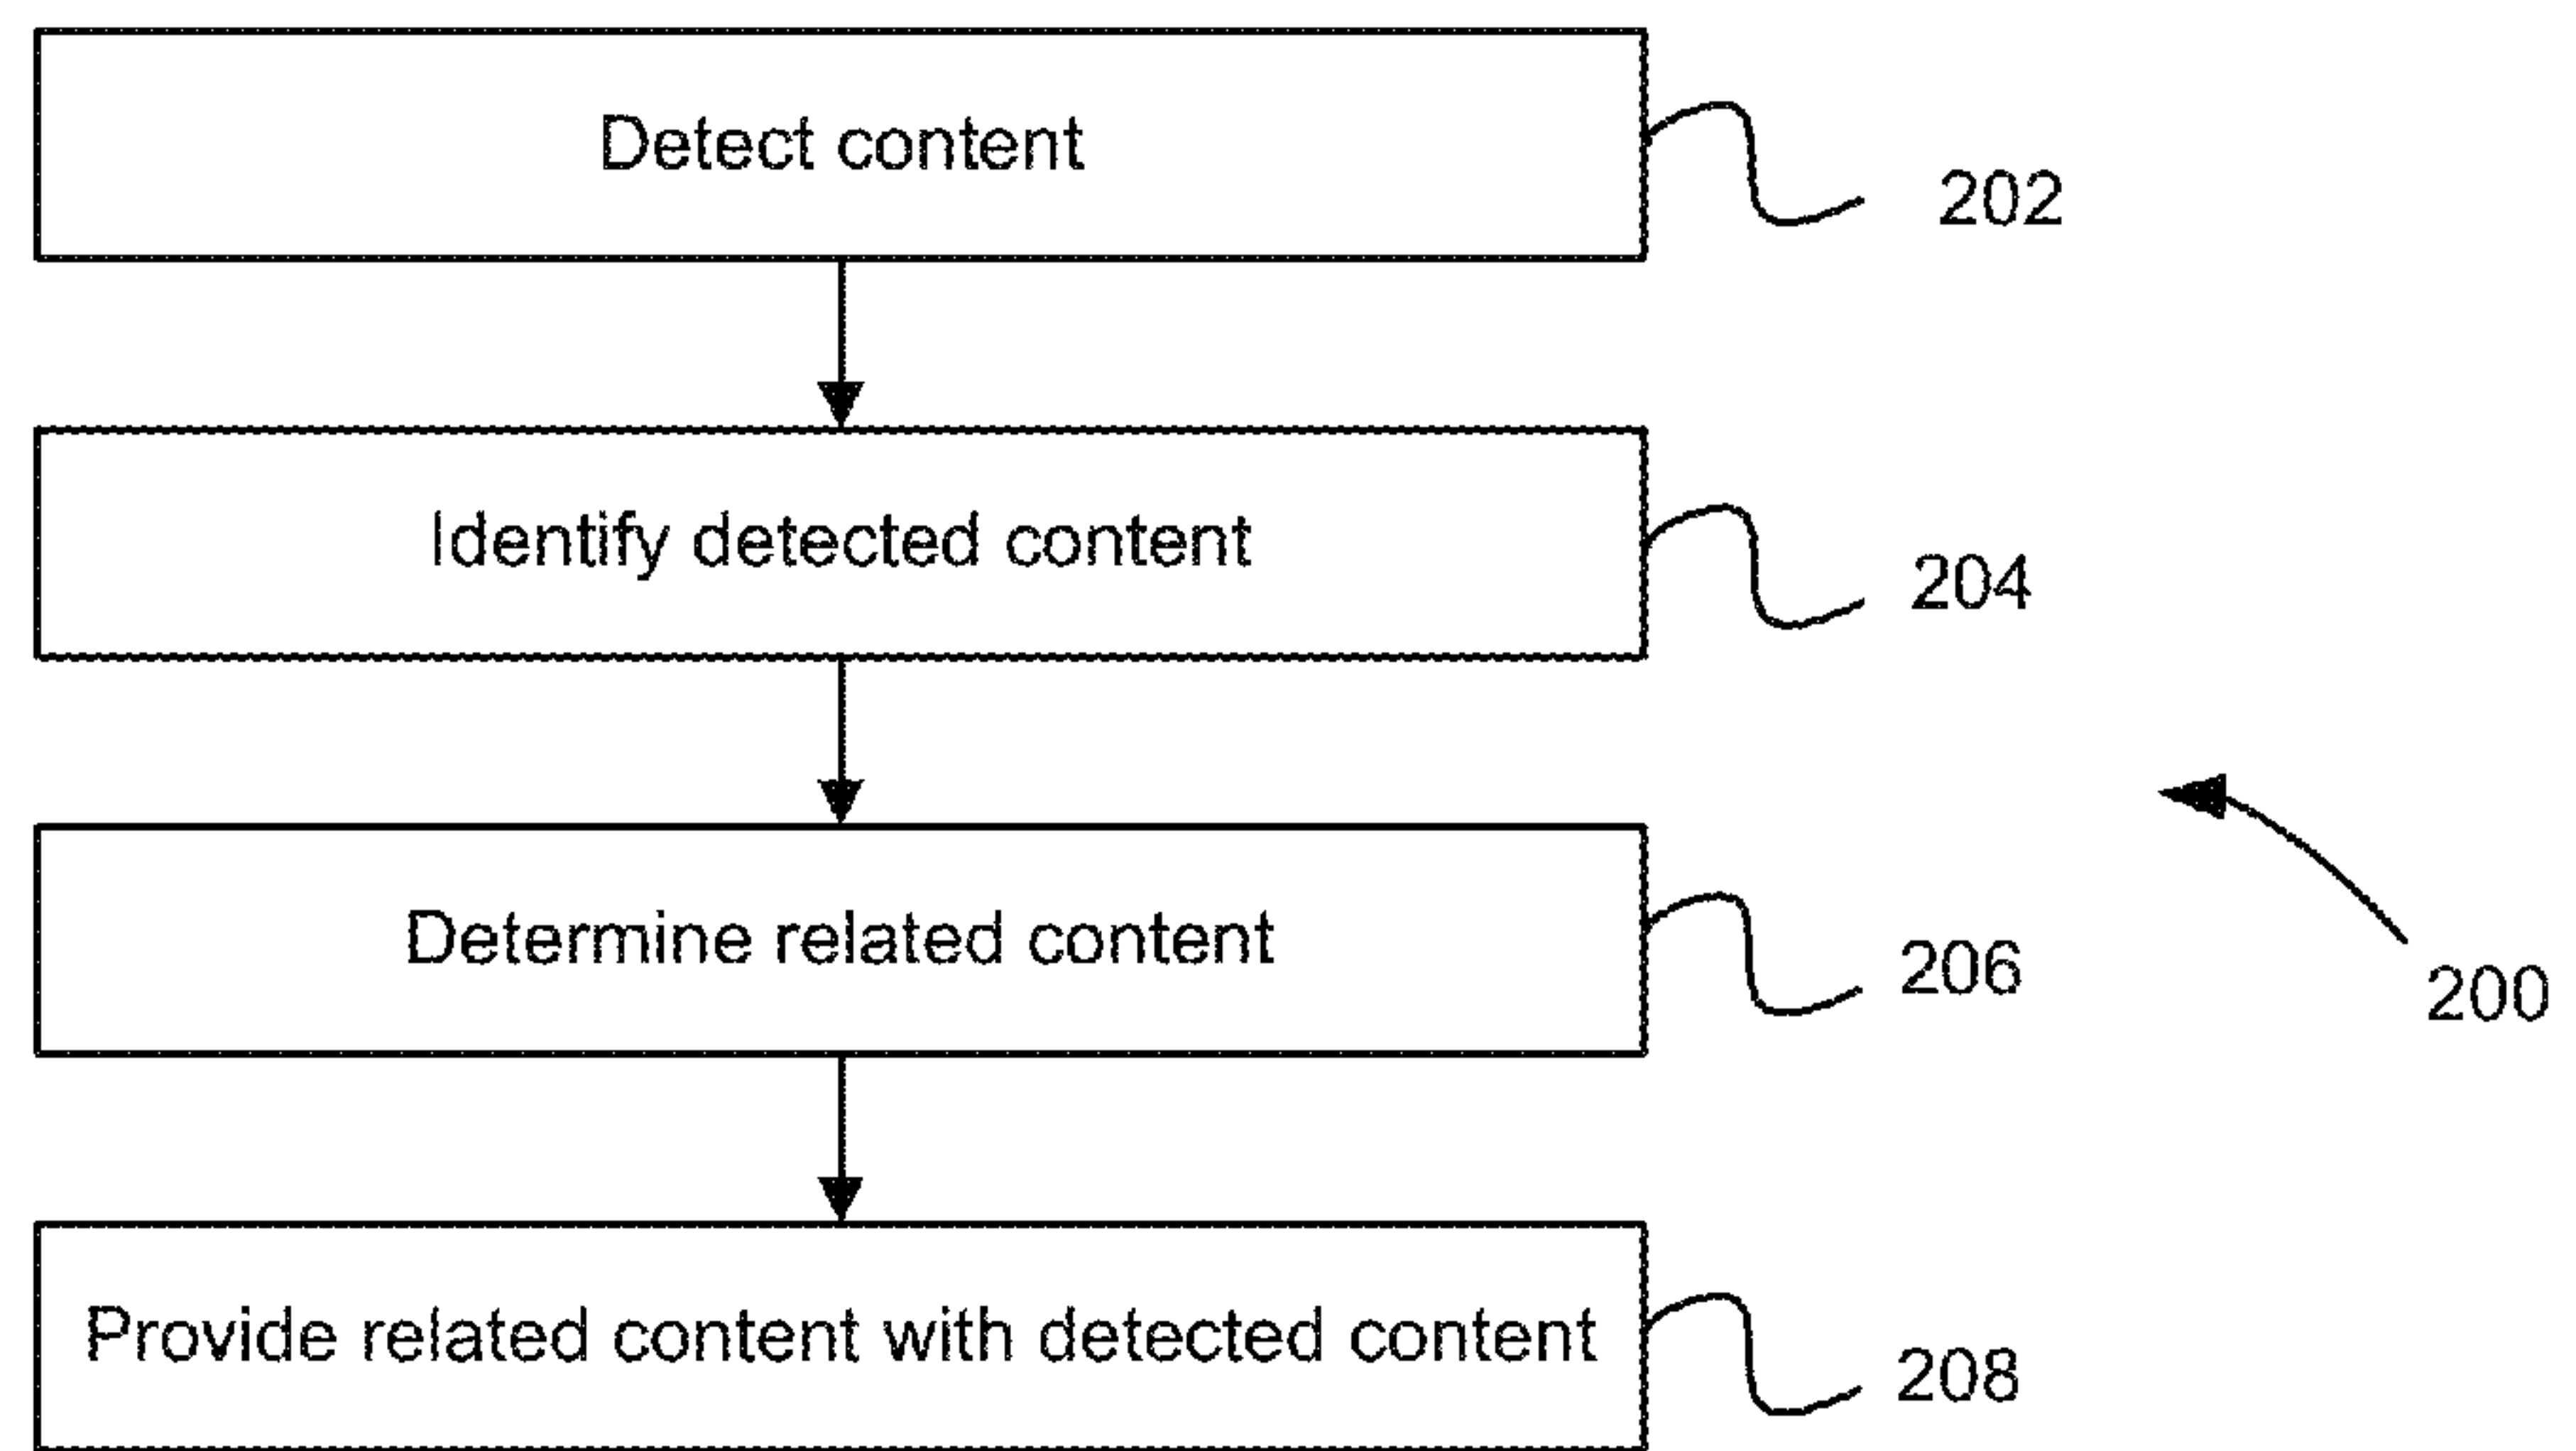 Detect content
202
Identify detected content
204
Determine related content
206
200
Provide related content with detected content
208